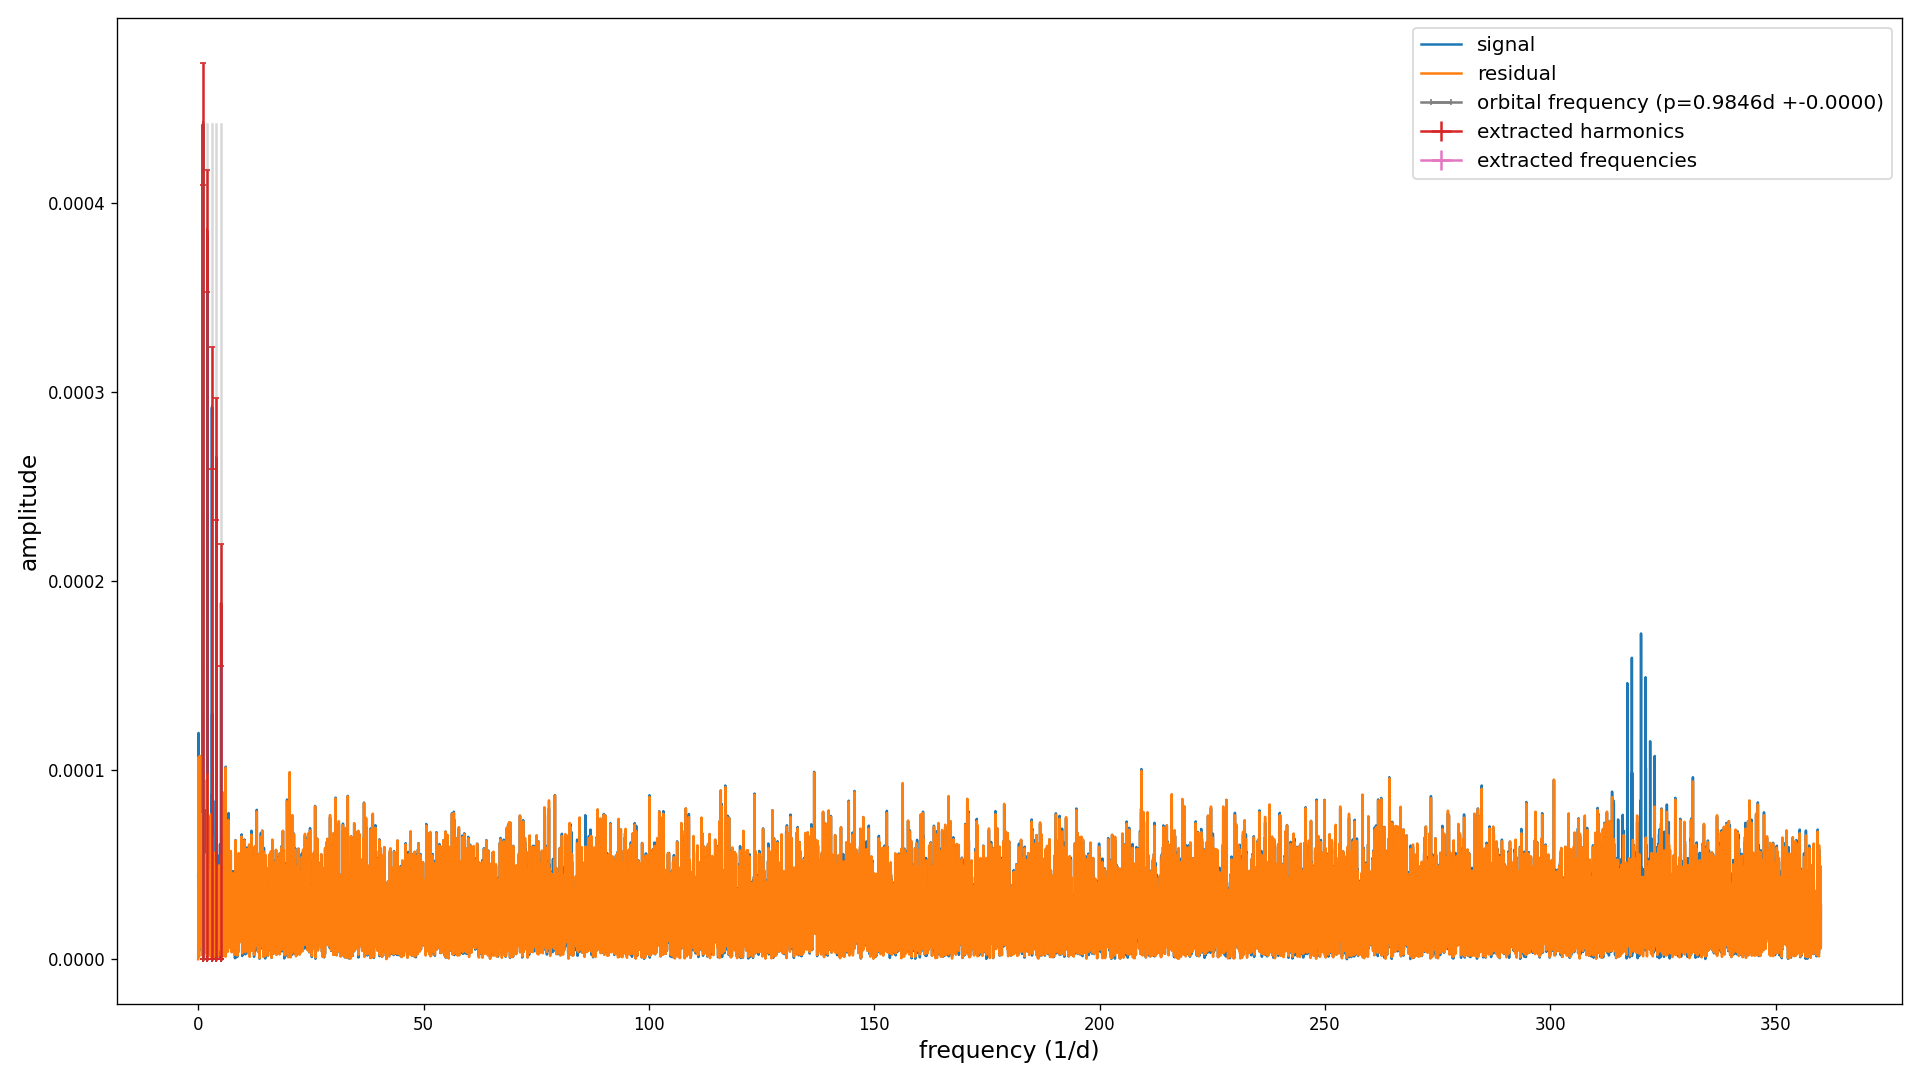 signal
residual
orbital frequency (p=0.9846d +-0.0000)
extracted harmonics
extracted frequencies
amplitude
0.0004
0.0003
0.0002
0.0001
0.0000
0 50 100 150 200 250 300 350
frequency (1/d)